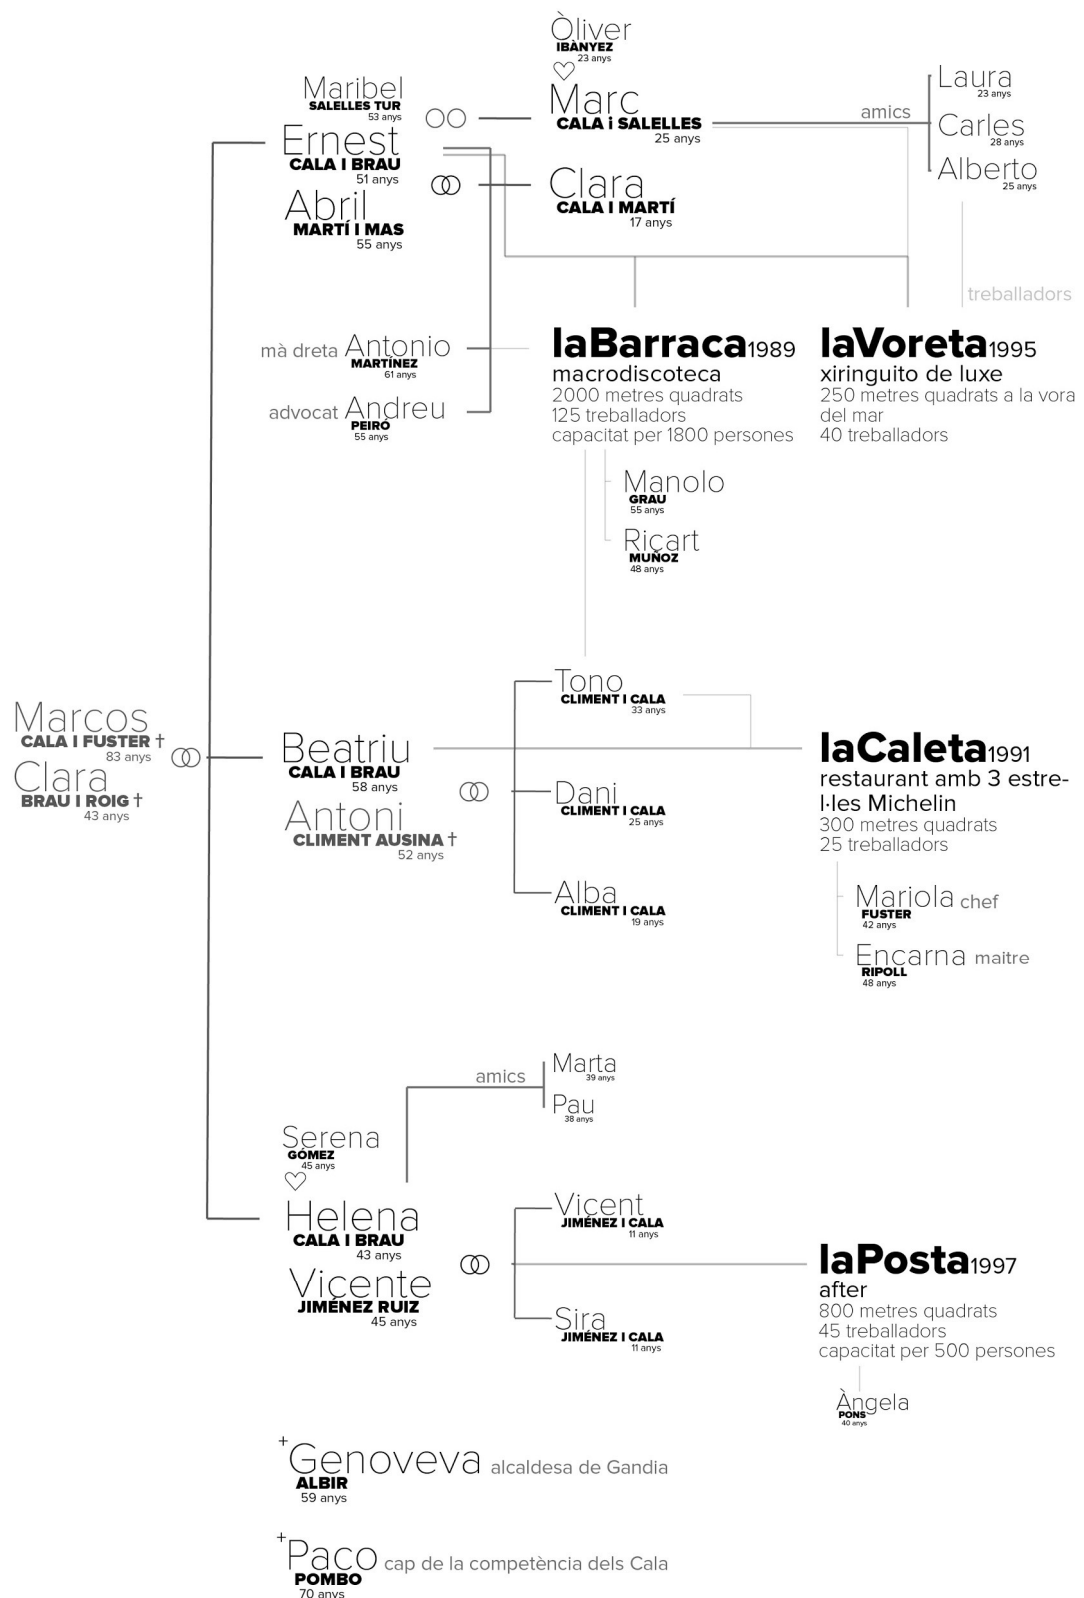 Òliver
IBÀNYEZ
23 anys
Maribel
SALELLES TUR
53 anys
Ernest
CALA I BRAU
51 anys
Abril
MARTÍ I MAS
55 anys
Marc
CALA i SALELLES
25 anys
Clara
CALA I MARTÍ
17 anys
amics
Laura
23 anys
Carles
28 anys
Alberto
25 anys
treballadors
mà dreta Antonio
MARTÍNEZ
61 anys
advocat Andreu
PEIRÓ
55 anys
laBarraca1989
macrodiscoteca
2000 metres quadrats
125 treballadors
capacitat per 1800 persones
laVoreta1995
xiringuito de luxe
250 metres quadrats a la vora
del mar
40 treballadors
Manolo
GRAU
55 anys
Ricart
MUÑOZ
48 anys
Marcos
CALA I FUSTER †
83 anys
Clara
BRAU I ROIG †
43 anys
Beatriu
CALA I BRAU
58 anys
Antoni
CLIMENT AUSINA †
52 anys
Tono
CLIMENT I CALA
33 anys
Dani
CLIMENT I CALA
25 anys
Alba
CLIMENT I CALA
19 anys
laCaleta1991
restaurant amb 3 estre-
l·les Michelin
300 metres quadrats
25 treballadors
Mariola chef
FUSTER
42 anys
Encarna maitre
RIPOLL
48 anys
amics
Marta
39 anys
Pau
38 anys
Serena
GÓMEZ
45 anys
Helena
CALA I BRAU
43 anys
Vicente
JIMÉNEZ RUIZ
45 anys
Vicent
JIMÉNEZ I CALA
11 anys
Sira
JIMÉNEZ I CALA
11 anys
laPosta1997
after
800 metres quadrats
45 treballadors
capacitat per 500 persones
Àngela
PONS
40 anys
+Genoveva alcaldesa de Gandia
ALBIR
59 anys
+Paco cap de la competència dels Cala
POMBO
70 anys